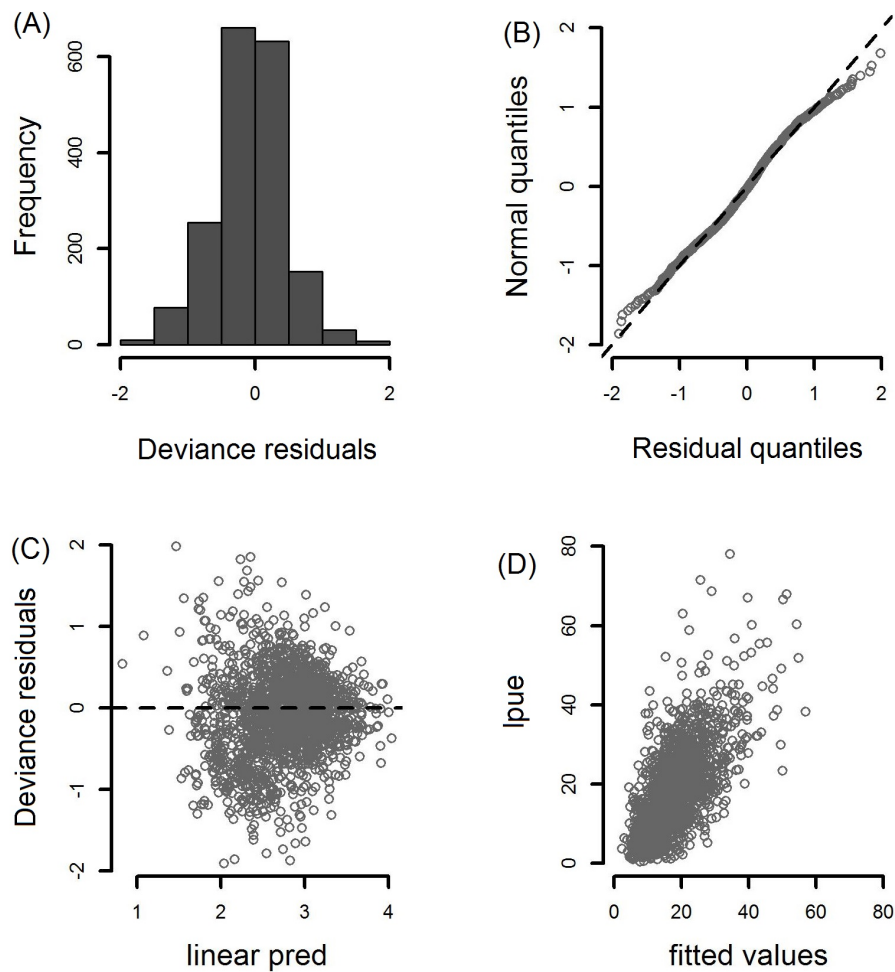 (A)
Frequency
600
400
200
0
-2 0 2
Deviance residuals
(B)
Normal quantiles
2
1
0
-1
-2
-2 -1 0 1 2
Residual quantiles
(C)
Deviance residuals
2
1
0
-1
-2
1 2 3 4
linear pred
(D)
lpue
80
60
40
20
0
0 20 40 60 80
fitted values